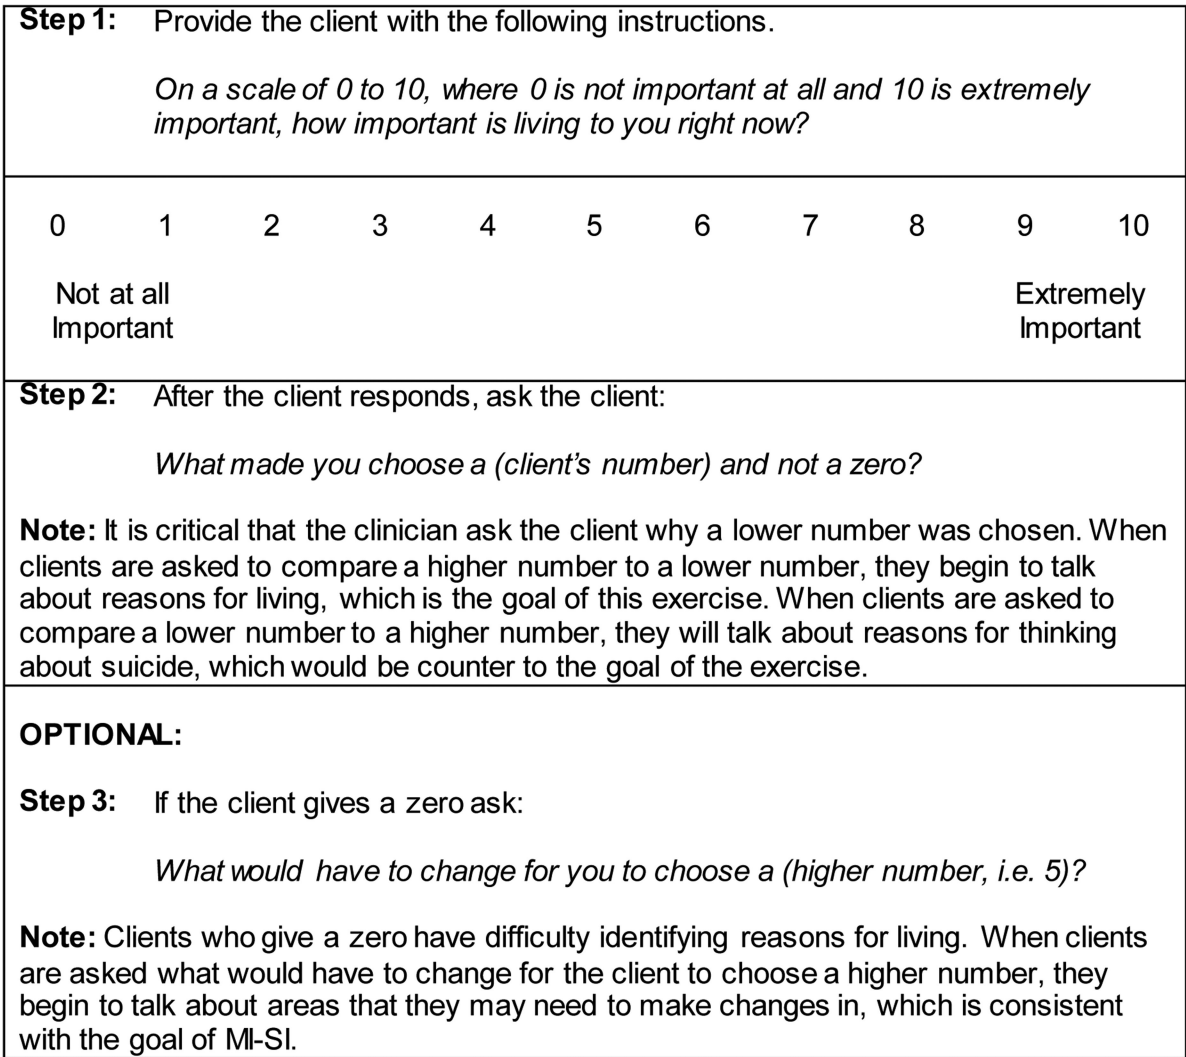 Step 1: Provide the client with the following instructions.
On a scale of 0 to 10, where 0 is not important at all and 10 is extremely
important, how important is living to you right now?
0 1 2 3 4 5 6 7 8 9 10
Not at all Extremely
Important Important
Step 2: After the client responds, ask the client:
What made you choose a (client’s number) and not a zero?
Note: It is critical that the clinician ask the client why a lower number was chosen. When
clients are asked to compare a higher number to a lower number, they begin to talk
about reasons for living, which is the goal of this exercise. When clients are asked to
compare a lower number to a higher number, they will talk about reasons for thinking
about suicide, which would be counter to the goal of the exercise.
OPTIONAL:
Step 3: If the client gives a zero ask:
What would have to change for you to choose a (higher number, i.e. 5)?
Note: Clients who give a zero have difficulty identifying reasons for living. When clients
are asked what would have to change for the client to choose a higher number, they
begin to talk about areas that they may need to make changes in, which is consistent
with the goal of MI-SI.